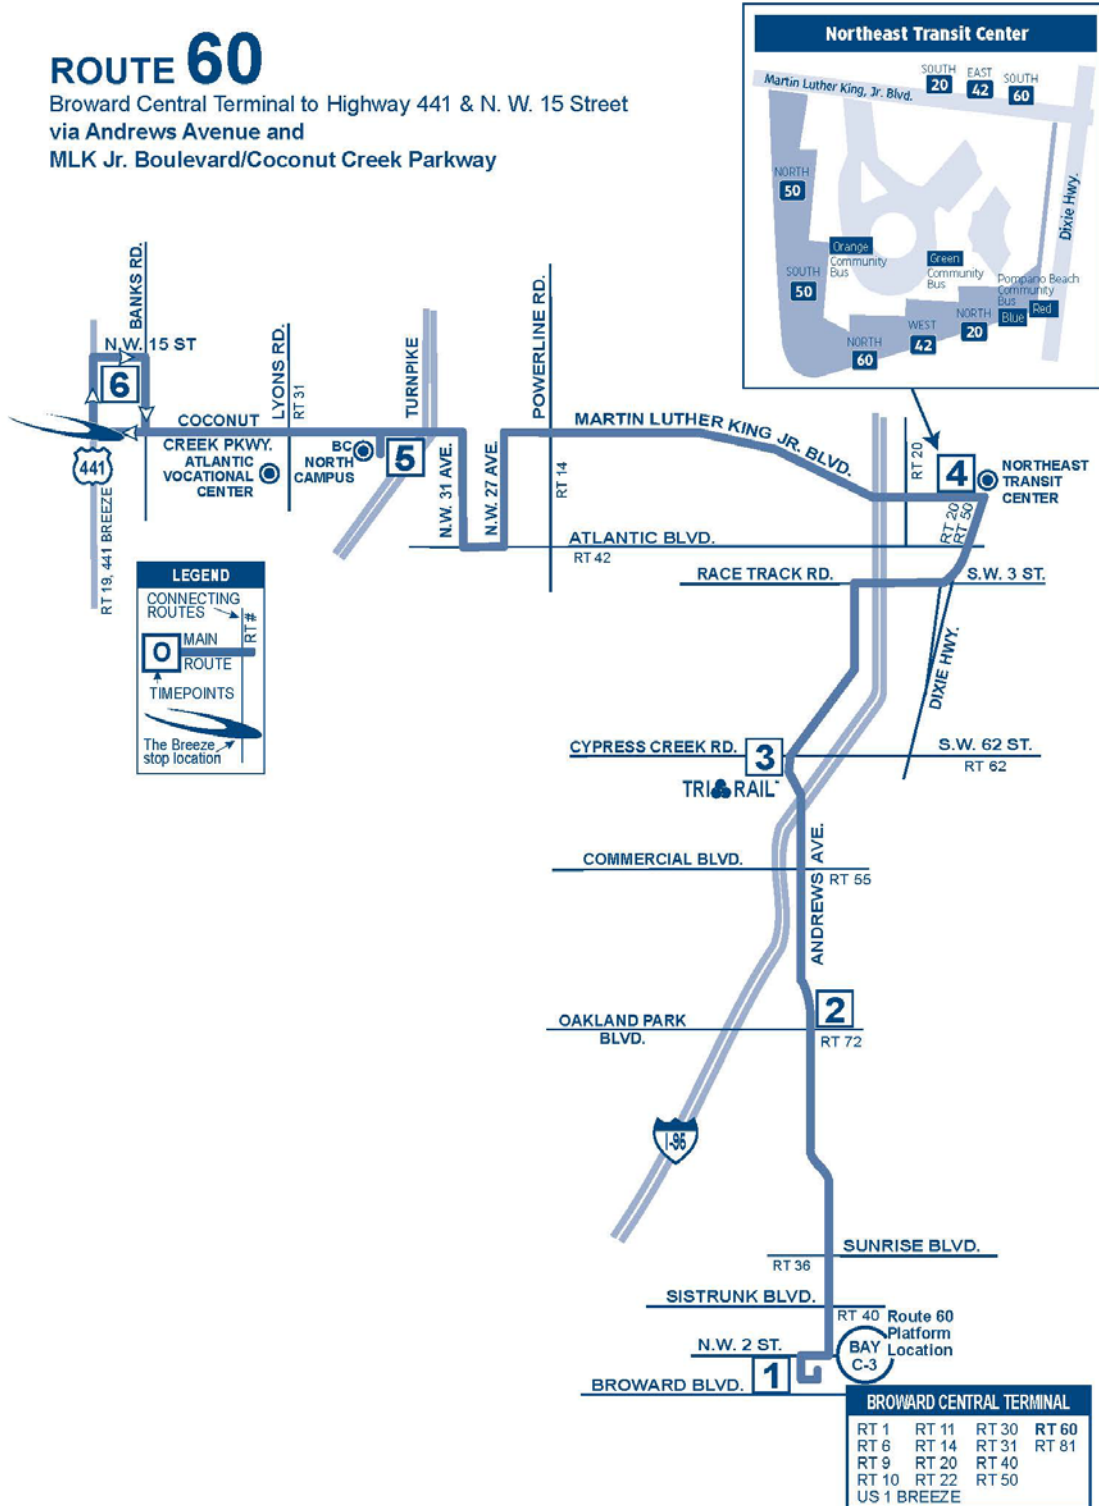 ROUTE 60
Broward Central Terminal to Highway 441 & N. W. 15 Street
via Andrews Avenue and
MLK Jr. Boulevard/Coconut Creek Parkway
Northeast Transit Center
SOUTH
20
EAST
42
SOUTH
60
Martin Luther King, Jr. Blvd.
Dixie Hwy.
NORTH
50
SOUTH
50
Orange
Community
Bus
Green
Community
Bus
Pompano Beach
Community
Bus
Blue
Red
NORTH
60
WEST
42
NORTH
20
BANKS RD.
N.W. 15 ST
6
441
RT 19, 441 BREEZE
COCONUT
CREEK PKWY.
ATLANTIC
VOCATIONAL
CENTER
LYONS RD.
RT 31
BC
NORTH
CAMPUS
5
TURNPIKE
N.W. 31 AVE.
N.W. 27 AVE.
POWERLINE RD.
RT 14
MARTIN LUTHER KING JR. BLVD.
RT 20
4
NORTHEAST
TRANSIT
CENTER
RT 20
RT 50
ATLANTIC BLVD.
RT 42
RACE TRACK RD.
S.W. 3 ST.
DIXIE HWY.
LEGEND
CONNECTING
ROUTES
RT #
0
MAIN
ROUTE
TIMEPOINTS
The Breeze
stop location
CYPRESS CREEK RD.
3
S.W. 62 ST.
RT 62
TRI RAIL
COMMERCIAL BLVD.
RT 55
ANDREWS AVE.
2
OAKLAND PARK
BLVD.
RT 72
I-95
SUNRISE BLVD.
RT 36
SISTRUNK BLVD.
RT 40
Route 60
Platform
Location
N.W. 2 ST.
BAY
C-3
1
BROWARD BLVD.
BROWARD CENTRAL TERMINAL
RT 1 RT 11 RT 30 RT 60
RT 6 RT 14 RT 31 RT 81
RT 9 RT 20 RT 40
RT 10 RT 22 RT 50
US 1 BREEZE